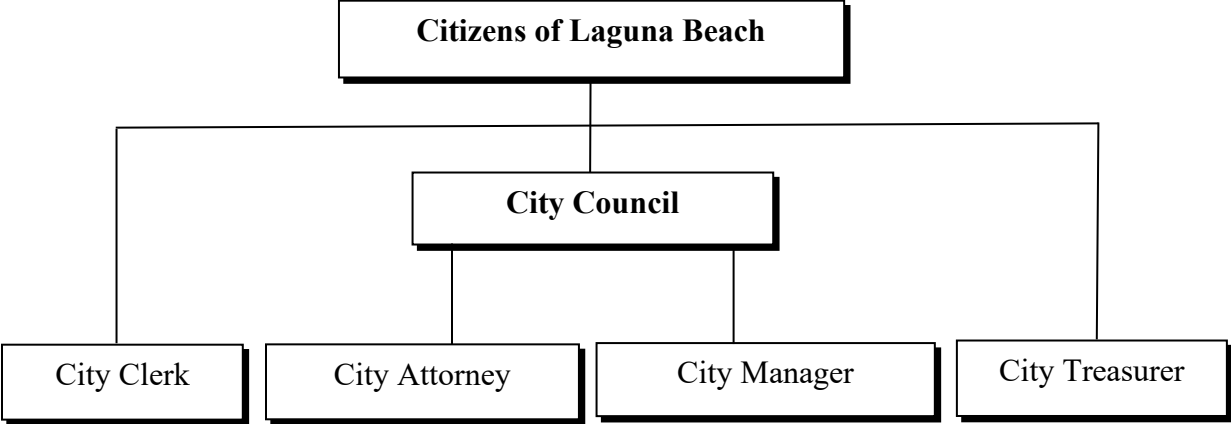 Citizens of Laguna Beach
City Council
City Clerk
City Attorney
City Manager
City Treasurer